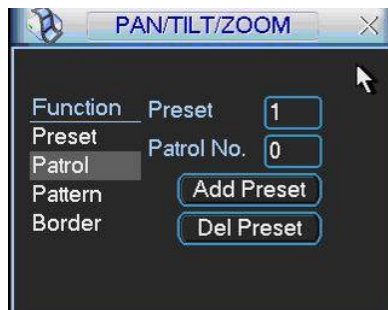 PAN/TILT/ZOOM
Function
Preset
Patrol
Pattern
Border
Preset 1
Patrol No. 0
Add Preset
Del Preset